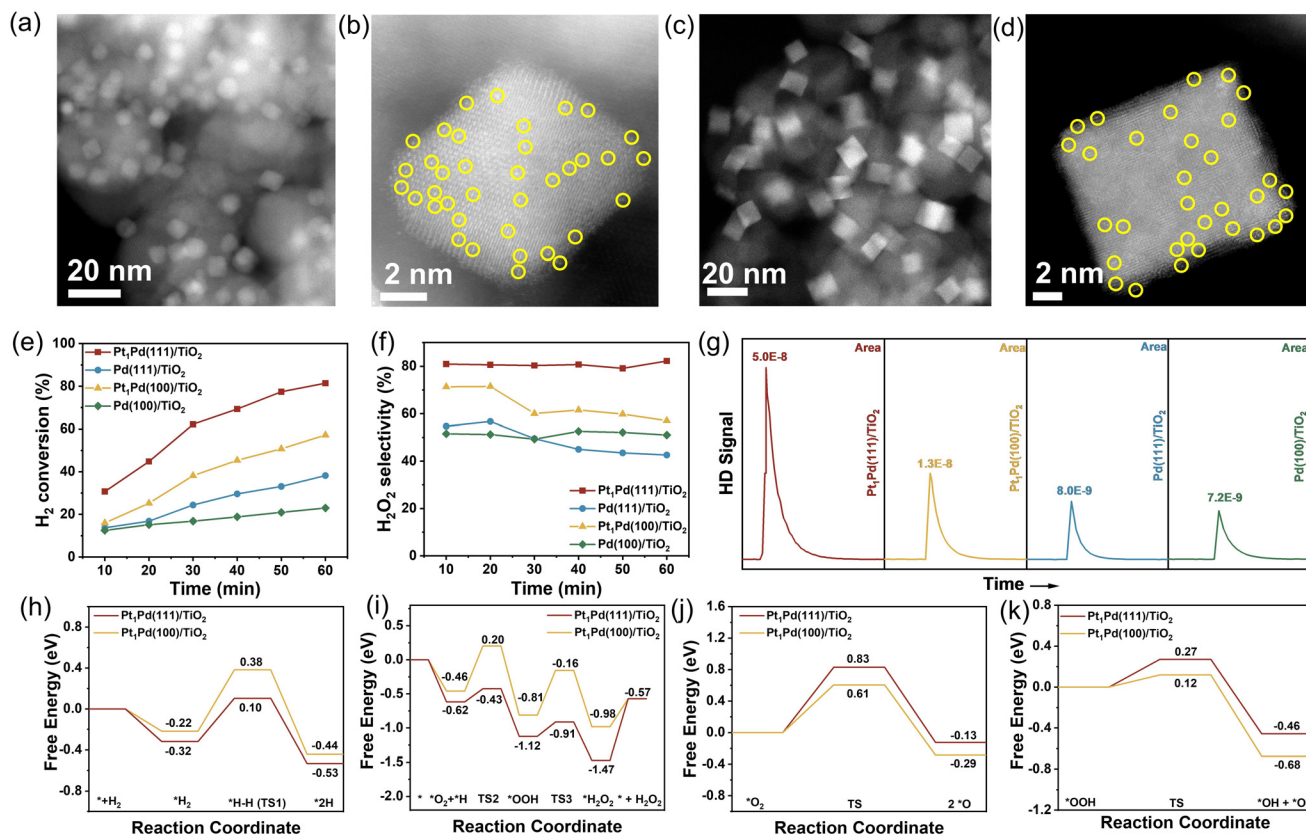 (a)
20 nm
(b)
2 nm
(c)
20 nm
(d)
2 nm
(e)
H₂ conversion (%)
100
80
60
40
20
0
Pt₁Pd(111)/TiO₂
Pd(111)/TiO₂
Pt₁Pd(100)/TiO₂
Pd(100)/TiO₂
10 20 30 40 50 60
Time (min)
(f)
H₂O₂ selectivity (%)
100
80
60
40
20
0
Pt₁Pd(111)/TiO₂
Pd(111)/TiO₂
Pt₁Pd(100)/TiO₂
Pd(100)/TiO₂
10 20 30 40 50 60
Time (min)
(g)
HD Signal
Area
5.0E-8
Pt₁Pd(111)/TiO₂
Area
1.3E-8
Pt₁Pd(100)/TiO₂
Area
8.0E-9
Pd(111)/TiO₂
Area
7.2E-9
Pd(100)/TiO₂
Time →
(h)
Free Energy (eV)
0.8
0.4
0.0
-0.4
-0.8
Pt₁Pd(111)/TiO₂
Pt₁Pd(100)/TiO₂
0.38
0.10
-0.22
-0.32
-0.44
-0.53
*+H₂ *H₂ *H-H (TS1) *2H
Reaction Coordinate
(i)
Free Energy (eV)
0.5
0.0
-0.5
-1.0
-1.5
-2.0
Pt₁Pd(111)/TiO₂
Pt₁Pd(100)/TiO₂
0.20
-0.16
-0.46
-0.62
-0.43
-0.81
-0.57
-0.98
-0.91
-1.12
-1.47
* *O₂+*H TS2 *OOH TS3 *H₂O₂ * + H₂O₂
Reaction Coordinate
(j)
Free Energy (eV)
1.6
1.2
0.8
0.4
0.0
-0.4
-0.8
Pt₁Pd(111)/TiO₂
Pt₁Pd(100)/TiO₂
0.83
0.61
-0.13
-0.29
*O₂ TS 2 *O
Reaction Coordinate
(k)
Free Energy (eV)
0.8
0.4
0.0
-0.4
-0.8
-1.2
Pt₁Pd(111)/TiO₂
Pt₁Pd(100)/TiO₂
0.27
0.12
-0.46
-0.68
*OOH TS *OH + *O
Reaction Coordinate